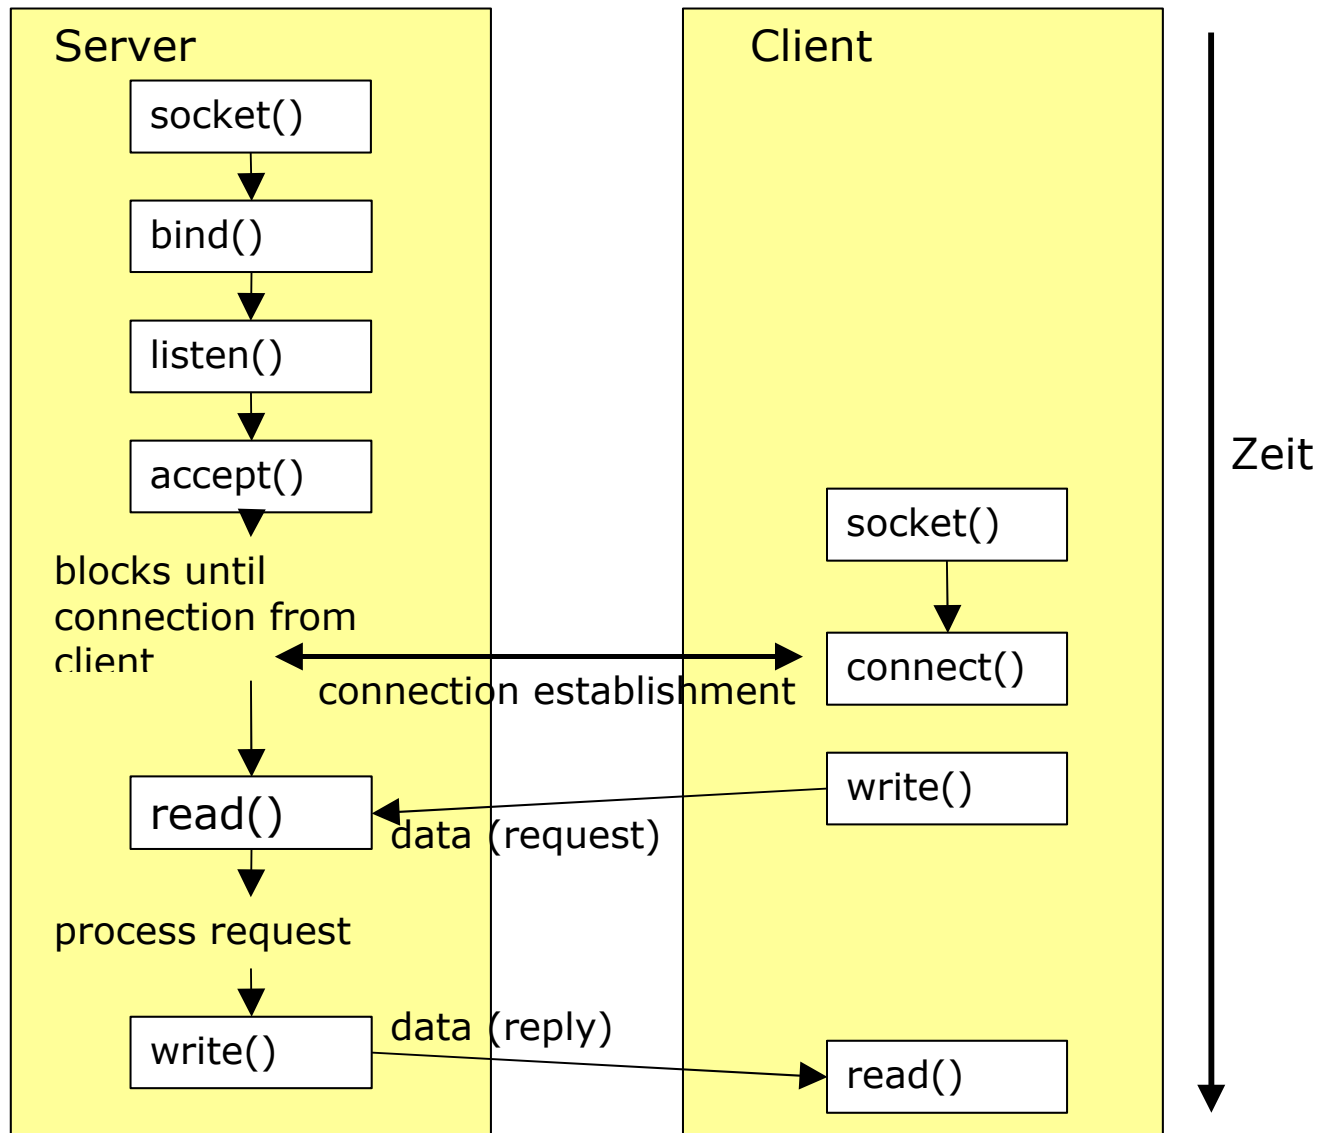 Server
socket()
bind()
listen()
accept()
blocks until
connection from
client
read()
process request
write()
connection establishment
data (request)
data (reply)
Client
socket()
connect()
write()
read()
Zeit